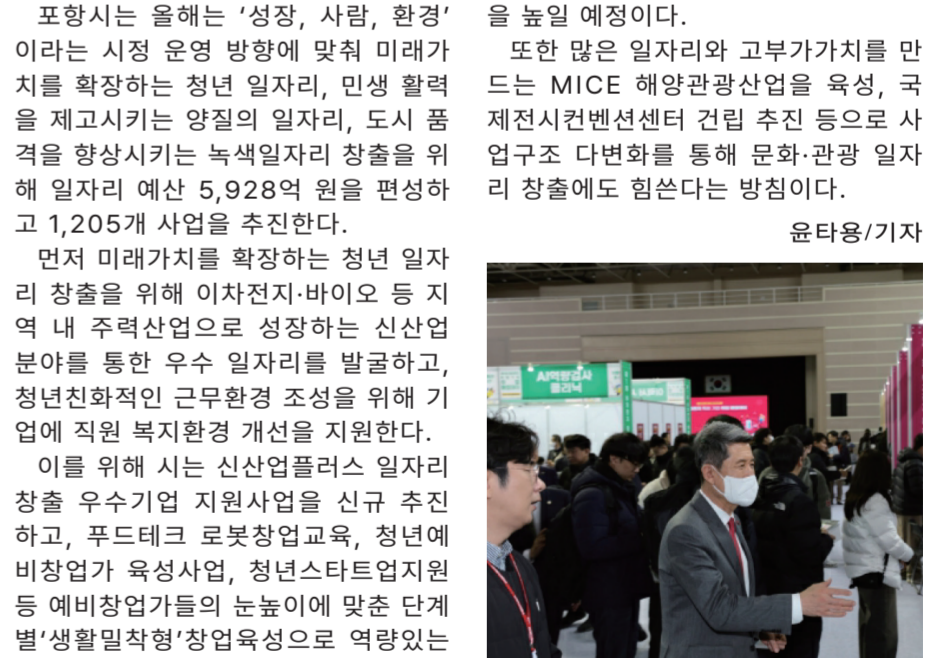 포항시는 올해는 ‘성장, 사람, 환경’
이라는 시정 운영 방향에 맞춰 미래가
치를 확장하는 청년 일자리, 민생 활력
을 제고시키는 양질의 일자리, 도시 품
격을 향상시키는 녹색일자리 창출을 위
해 일자리 예산 5,928억 원을 편성하
고 1,205개 사업을 추진한다.
먼저 미래가치를 확장하는 청년 일자
리 창출을 위해 이차전지·바이오 등 지
역 내 주력산업으로 성장하는 신산업
분야를 통한 우수 일자리를 발굴하고,
청년친화적인 근무환경 조성을 위해 기
업에 직원 복지환경 개선을 지원한다.
이를 위해 시는 신산업플러스 일자리
창출 우수기업 지원사업을 신규 추진
하고, 푸드테크 로봇창업교육, 청년예
비창업가 육성사업, 청년스타트업지원
등 예비창업가들의 눈높이에 맞춘 단계
별‘생활밀착형’창업육성으로 역량있는
을 높일 예정이다.
또한 많은 일자리와 고부가가치를 만
드는 MICE 해양관광산업을 육성, 국
제전시컨벤션센터 건립 추진 등으로 사
업구조 다변화를 통해 문화·관광 일자
리 창출에도 힘쓴다는 방침이다.
윤타용/기자
AI역량검사
클리닉